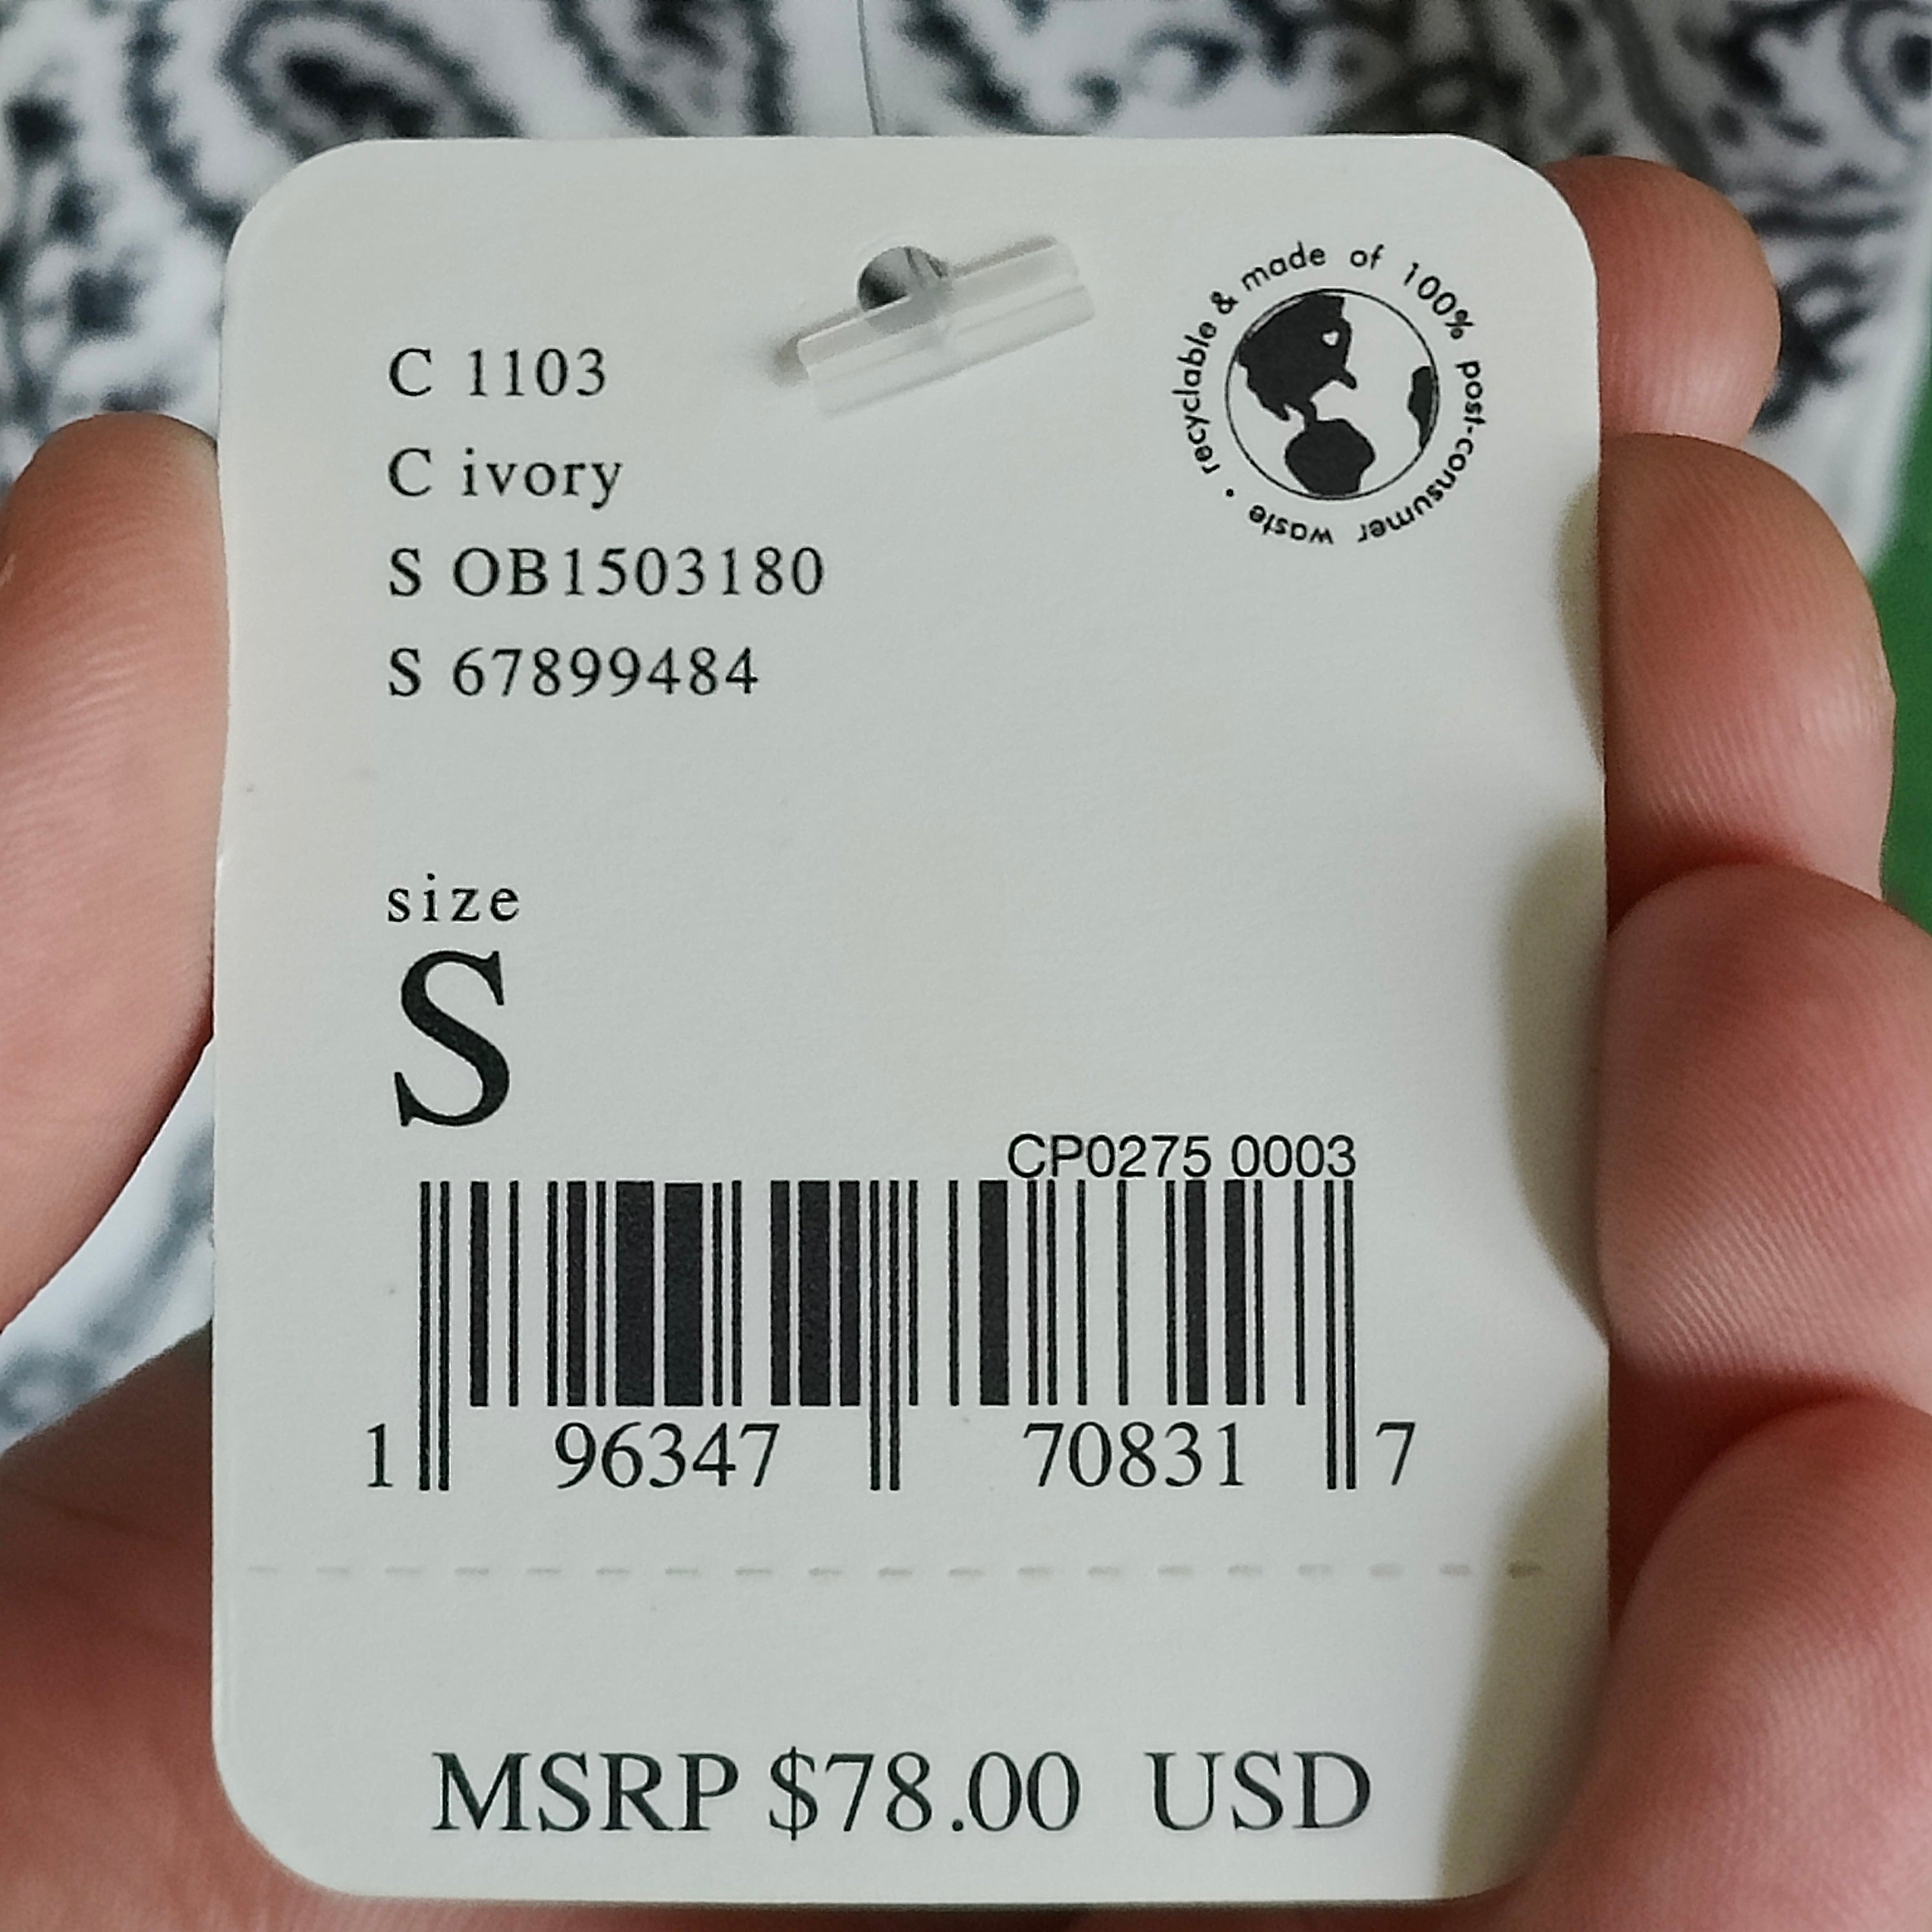 recyclable & made of 100% post-consumer waste •
C 1103
C ivory
S OB1503180
S 67899484
size
S
CP0275 0003
1 96347 70831 7
MSRP $78.00 USD